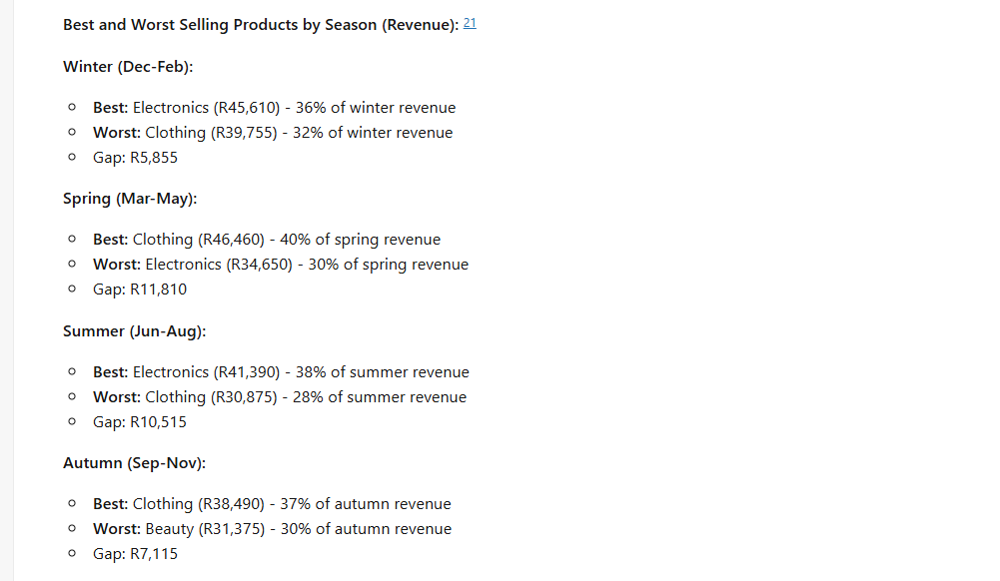 Best and Worst Selling Products by Season (Revenue): 21
Winter (Dec-Feb):
Best: Electronics (R45,610) - 36% of winter revenue
Worst: Clothing (R39,755) - 32% of winter revenue
Gap: R5,855
Spring (Mar-May):
Best: Clothing (R46,460) - 40% of spring revenue
Worst: Electronics (R34,650) - 30% of spring revenue
Gap: R11,810
Summer (Jun-Aug):
Best: Electronics (R41,390) - 38% of summer revenue
Worst: Clothing (R30,875) - 28% of summer revenue
Gap: R10,515
Autumn (Sep-Nov):
Best: Clothing (R38,490) - 37% of autumn revenue
Worst: Beauty (R31,375) - 30% of autumn revenue
Gap: R7,115